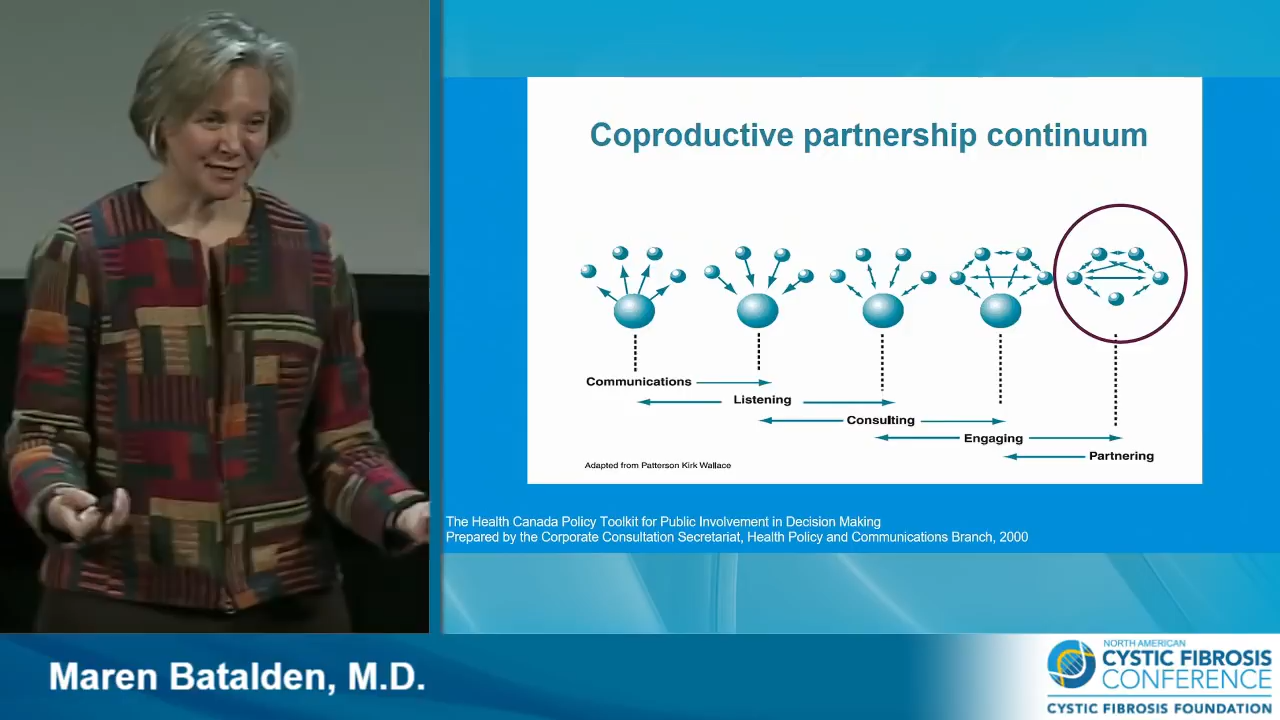 Coproductive partnership continuum
Communications
Listening
Consulting
Engaging
Partnering
Adapted from Patterson Kirk Wallace
The Health Canada Policy Toolkit for Public Involvement in Decision Making
Prepared by the Corporate Consultation Secretariat, Health Policy and Communications Branch, 2000
Maren Batalden, M.D.
NORTH AMERICAN
CYSTIC FIBROSIS
CONFERENCE
CYSTIC FIBROSIS FOUNDATION